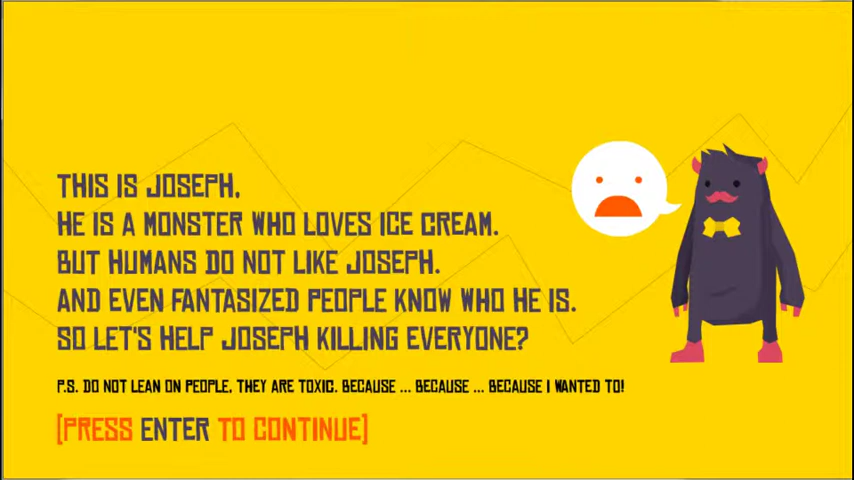 THIS IS JOSEPH.
HE IS A MONSTER WHO LOVES ICE CREAM.
BUT HUMANS DO NOT LIKE JOSEPH.
AND EVEN FANTASIZED PEOPLE KNOW WHO HE IS.
SO LET'S HELP JOSEPH KILLING EVERYONE?
P.S. DO NOT LEAN ON PEOPLE, THEY ARE TOXIC. BECAUSE ... BECAUSE ... BECAUSE I WANTED TO!
[PRESS ENTER TO CONTINUE]